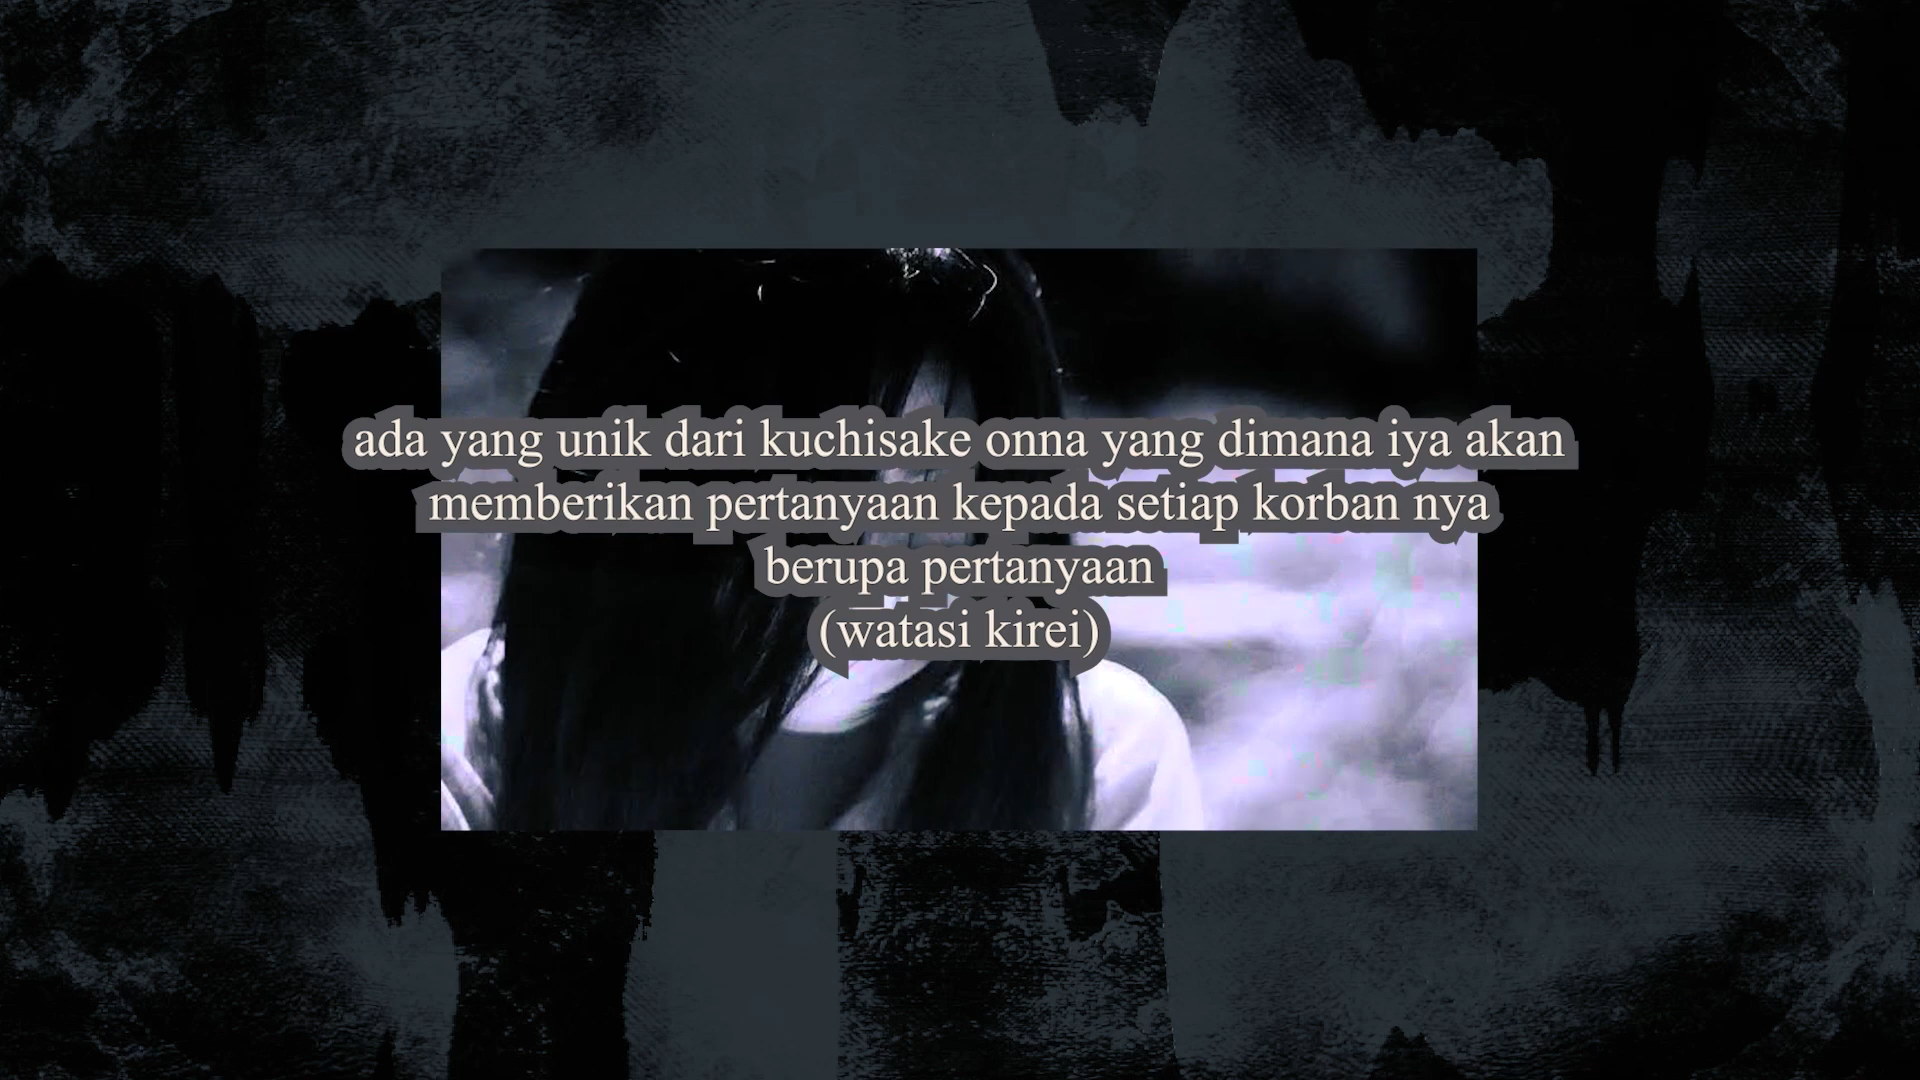 ada yang unik dari kuchisake onna yang dimana iya akan
memberikan pertanyaan kepada setiap korban nya
berupa pertanyaan
(watasi kirei)